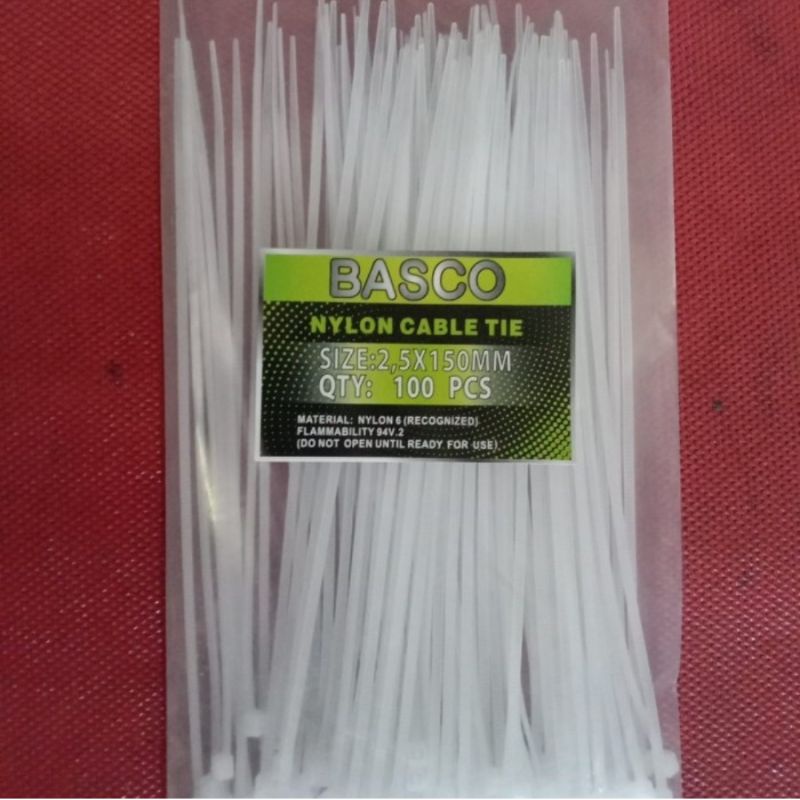 BASCO
NYLON CABLE TIE
SIZE:2,5X150MM
QTY: 100 PCS
MATERIAL: NYLON 6 (RECOGNIZED)
FLAMMABILITY 94V.2
(DO NOT OPEN UNTIL READY FOR USE)